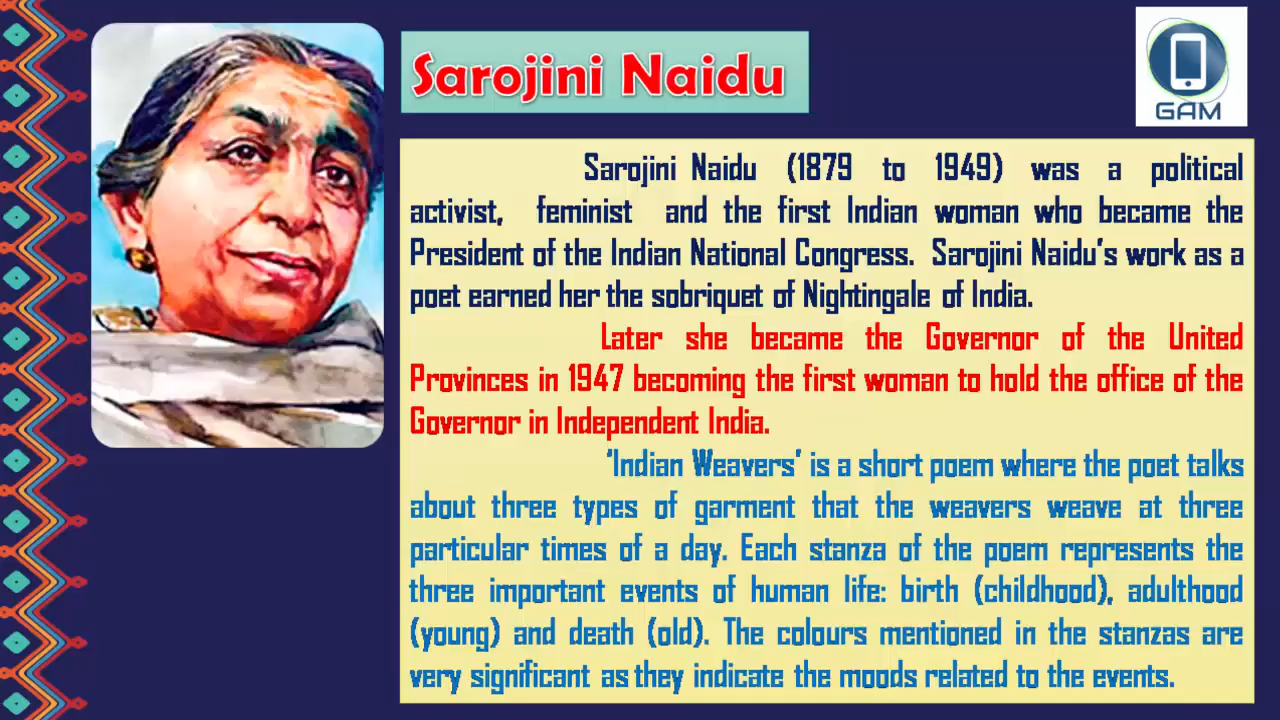 Sarojini Naidu
GAM
Sarojini Naidu (1879 to 1949) was a political
activist, feminist and the first Indian woman who became the
President of the Indian National Congress. Sarojini Naidu's work as a
poet earned her the sobriquet of Nightingale of India.
Later she became the Governor of the United
Provinces in 1947 becoming the first woman to hold the office of the
Governor in Independent India.
'Indian Weavers' is a short poem where the poet talks
about three types of garment that the weavers weave at three
particular times of a day. Each stanza of the poem represents the
three important events of human life: birth (childhood), adulthood
(young) and death (old). The colours mentioned in the stanzas are
very significant as they indicate the moods related to the events.